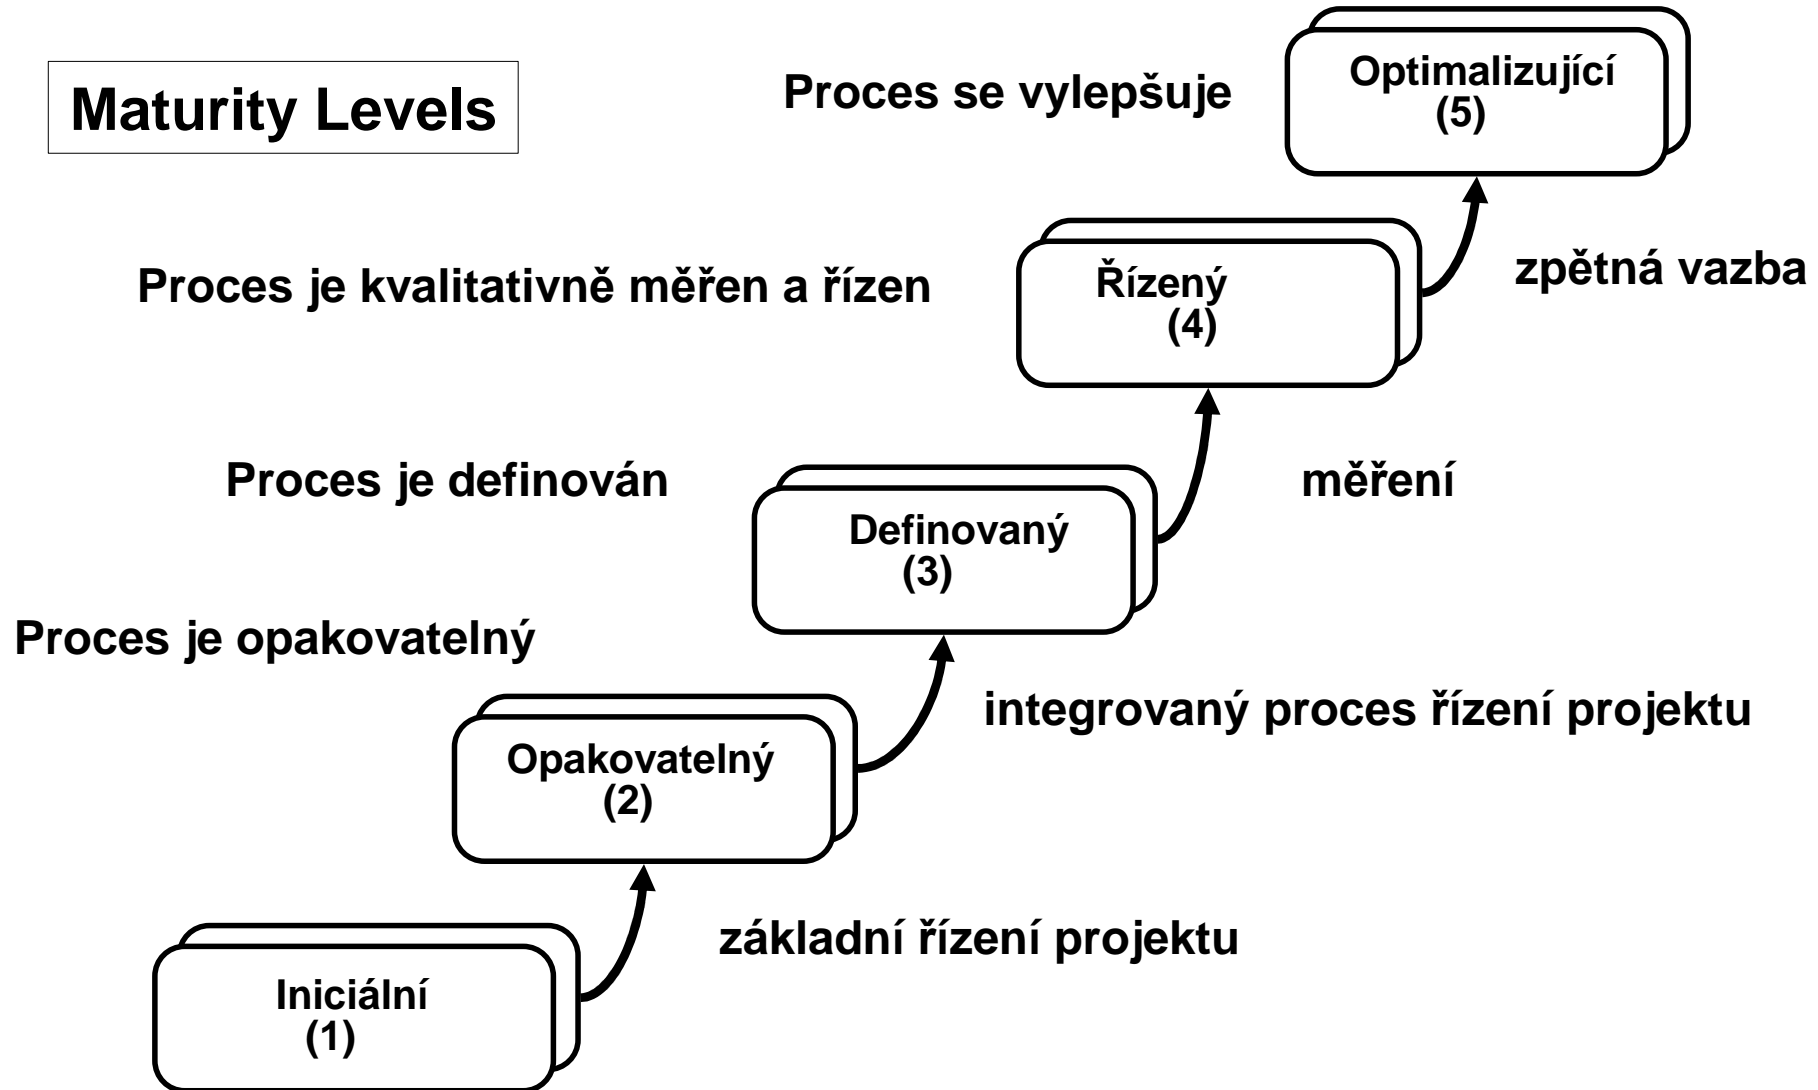 Maturity Levels
Proces se vylepšuje
Optimalizující
(5)
Proces je kvalitativně měřen a řízen
Řízený
(4)
zpětná vazba
Proces je definován
Definovaný
(3)
měření
Proces je opakovatelný
Opakovatelný
(2)
integrovaný proces řízení projektu
Iniciální
(1)
základní řízení projektu